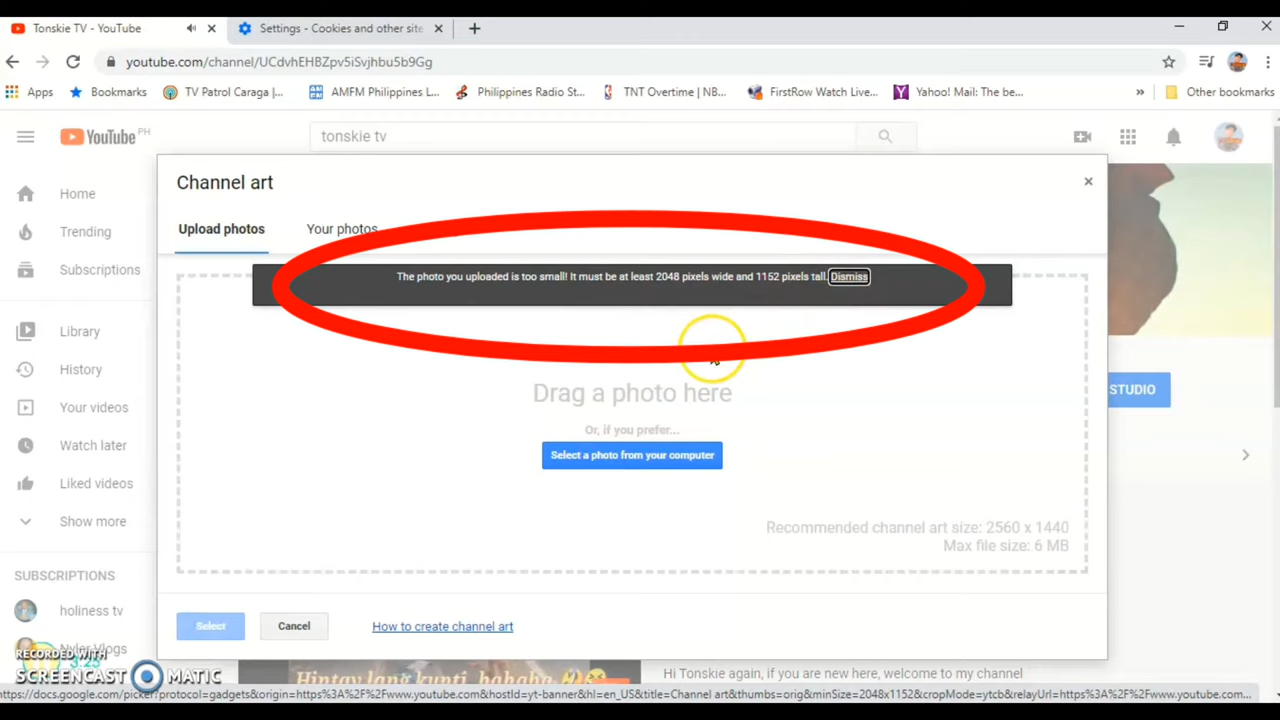 Tonskie TV - YouTube
Settings - Cookies and other site
youtube.com/channel/UCdvhEHBZpv5iSvjhbu5b9Gg
Apps
Bookmarks
TV Patrol Caraga |...
AMFM Philippines L...
Philippines Radio St...
TNT Overtime | NB...
FirstRow Watch Live...
Yahoo! Mail: The be...
»
Other bookmarks
YouTube PH
tonskie tv
Channel art
Upload photos
Your photos
The photo you uploaded is too small! It must be at least 2048 pixels wide and 1152 pixels tall. Dismiss
Drag a photo here
Or, if you prefer...
Select a photo from your computer
Recommended channel art size: 2560 x 1440
Max file size: 6 MB
Select
Cancel
How to create channel art
Home
Trending
Subscriptions
Library
History
Your videos
Watch later
Liked videos
Show more
SUBSCRIPTIONS
holiness tv
Nyler Vlogs
STUDIO
RECORDED WITH
SCREENCAST MATIC
3:25
Hintay lang kunti, hahaha
Hi Tonskie again, if you are new here, welcome to my channel
https://docs.google.com/picker?protocol=gadgets&origin=https%3A%2F%2Fwww.youtube.com&hostId=yt-banner&hl=en_US&title=Channel art&thumbs=orig&minSize=2048x1152&cropMode=ytcb&relayUrl=https%3A%2F%2Fwww.youtube.com...